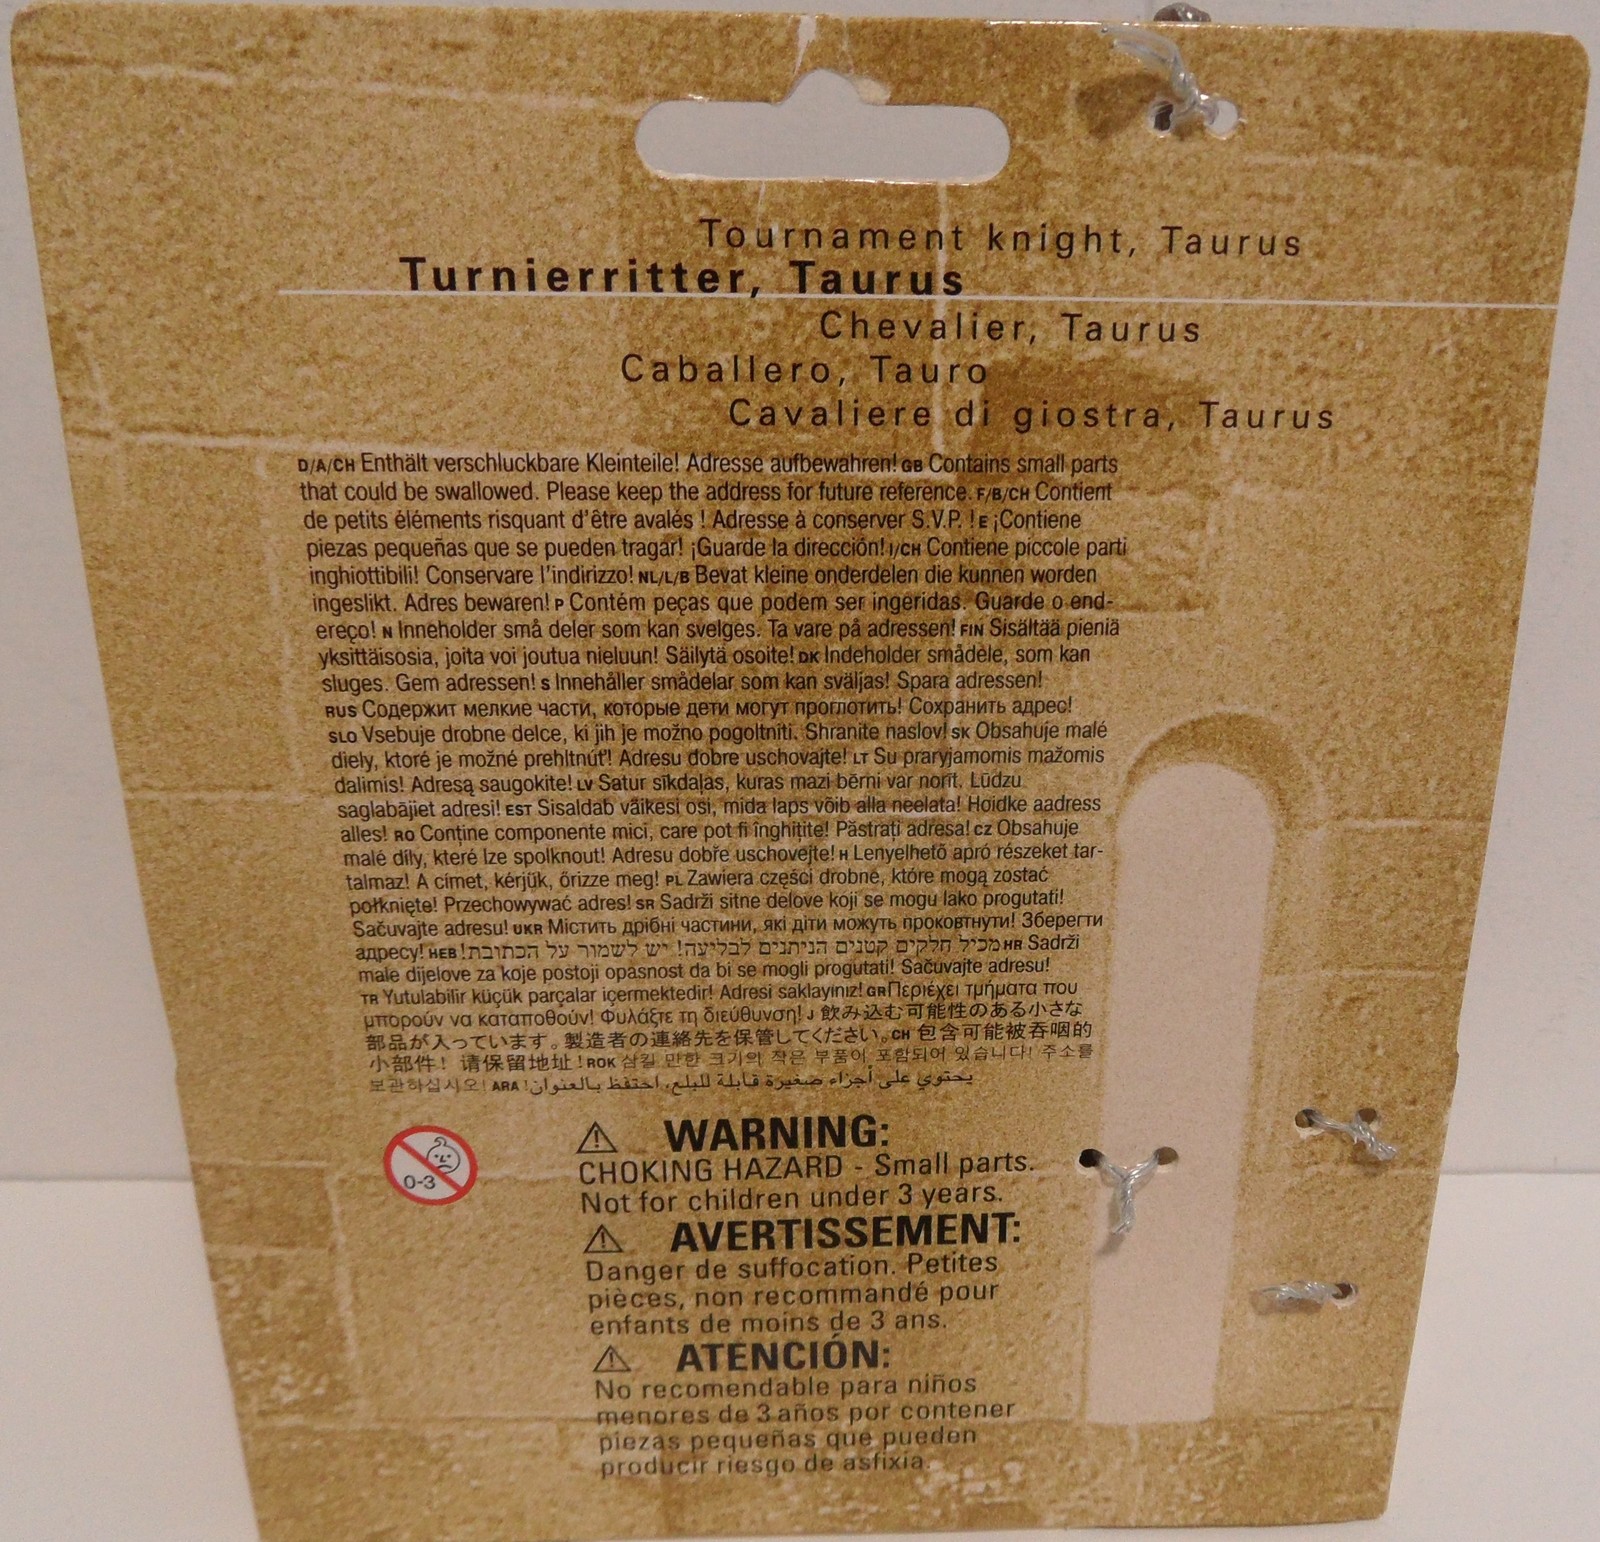 Tournament knight, Taurus
Turnierritter, Taurus
Chevalier, Taurus
Caballero, Tauro
Cavaliere di giostra, Taurus
D/A/CH Enthält verschluckbare Kleinteile! Adresse aufbewahren! GB Contains small parts
that could be swallowed. Please keep the address for future reference. F/B/CH Contient
de petits éléments risquant d'être avalés ! Adresse à conserver S.V.P. ! E ¡Contiene
piezas pequeñas que se pueden tragar! ¡Guarde la dirección! I/CH Contiene piccole parti
inghiottibili! Conservare l'indirizzo! NL/L/B Bevat kleine onderdelen die kunnen worden
ingeslikt. Adres bewaren! P Contém peças que podem ser ingeridas. Guarde o end-
ereço! N Inneholder små deler som kan svelges. Ta vare på adressen! FIN Sisältää pieniä
yksittäisosia, joita voi joutua nieluun! Säilytä osoite! DK Indeholder smådele, som kan
sluges. Gem adressen! S Innehåller smådelar som kan sväljas! Spara adressen!
RUS Содержит мелкие части, которые дети могут проглотить! Сохранить адрес!
SLO Vsebuje drobne delce, ki jih je možno pogoltniti. Shranite naslov! SK Obsahuje malé
diely, ktoré je možné prehltnúť! Adresu dobre uschovajte! LT Su praryjamomis mažomis
dalimis! Adresą saugokite! LV Satur sīkdaļas, kuras mazi bērni var norīt. Lūdzu
saglabājiet adresi! EST Sisaldab väikesi osi, mida laps võib alla neelata! Hoidke aadress
alles! RO Conține componente mici, care pot fi înghițite! Păstrați adresa! CZ Obsahuje
malé díly, které lze spolknout! Adresu dobře uschovejte! H Lenyelhető apró részeket tar-
talmaz! A címet, kérjük, őrizze meg! PL Zawiera części drobne, które mogą zostać
połknięte! Przechowywać adres! SR Sadrži sitne delove koji se mogu lako progutati!
Sačuvajte adresu! UKR Містить дрібні частини, які діти можуть проковтнути! Зберегти
адресу! HEB מכיל חלקים קטנים הניתנים לבליעה! יש לשמור על הכתובת! HR Sadrži
male dijelove za koje postoji opasnost da bi se mogli progutati! Sačuvajte adresu!
TR Yutulabilir küçük parçalar içermektedir! Adresi saklayınız! GR Περιέχει τμήματα που
μπορούν να καταποθούν! Φυλάξτε τη διεύθυνση! J 飲み込む可能性のある小さな
部品が入っています。製造者の連絡先を保管してください。CH 包含可能被吞咽的
小部件！请保留地址！ROK 삼킬 만한 크기의 작은 부품이 포함되어 있습니다! 주소를
보관하십시오! ARA يحتوي على أجزاء صغيرة قابلة للبلع، احتفظ بالعنوان!
0-3
WARNING:
CHOKING HAZARD - Small parts.
Not for children under 3 years.
AVERTISSEMENT:
Danger de suffocation. Petites
pièces, non recommandé pour
enfants de moins de 3 ans.
ATENCIÓN:
No recomendable para niños
menores de 3 años por contener
piezas pequeñas que pueden
producir riesgo de asfixia.